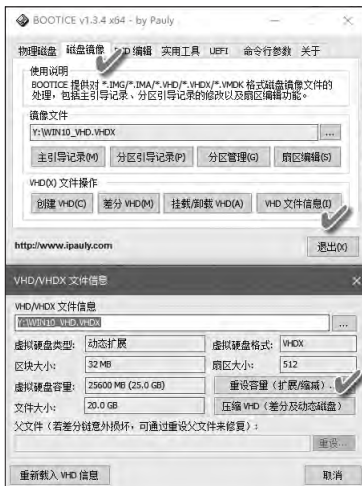 BOOTICE v1.3.4 x64 - by Pauly
物理磁盘 磁盘镜像 编辑 实用工具 UEFI 命令行参数 关于
使用说明
BOOTICE 提供对 *.IMG/*.IMA/*.VHD/*.VHDX/*.VMDK 格式磁盘镜像文件的
处理，包括主引导记录、分区引导记录的修改以及扇区编辑功能。
镜像文件
Y:\WIN10_VHD.VHDX ...
主引导记录(M) 分区引导记录(P) 分区管理(G) 扇区编辑(S)
VHD(X) 文件操作
创建 VHD(C) 差分 VHD(M) 挂载/卸载 VHD(A) VHD 文件信息(I)
http://www.ipauly.com 退出(X)
VHD/VHDX 文件信息
VHD/VHDX 文件信息
Y:\WIN10_VHD.VHDX ...
虚拟硬盘类型: 动态扩展 虚拟硬盘格式: VHDX
区块大小: 32 MB 扇区大小: 512
虚拟硬盘容量: 25600 MB (25.0 GB) 重设容量(扩展/缩减)
文件大小: 20.0 GB 压缩 VHD(差分及动态磁盘)
父文件(若差分链意外损坏，可通过重设父文件来修复):
重设...
重新载入 VHD 信息 取消